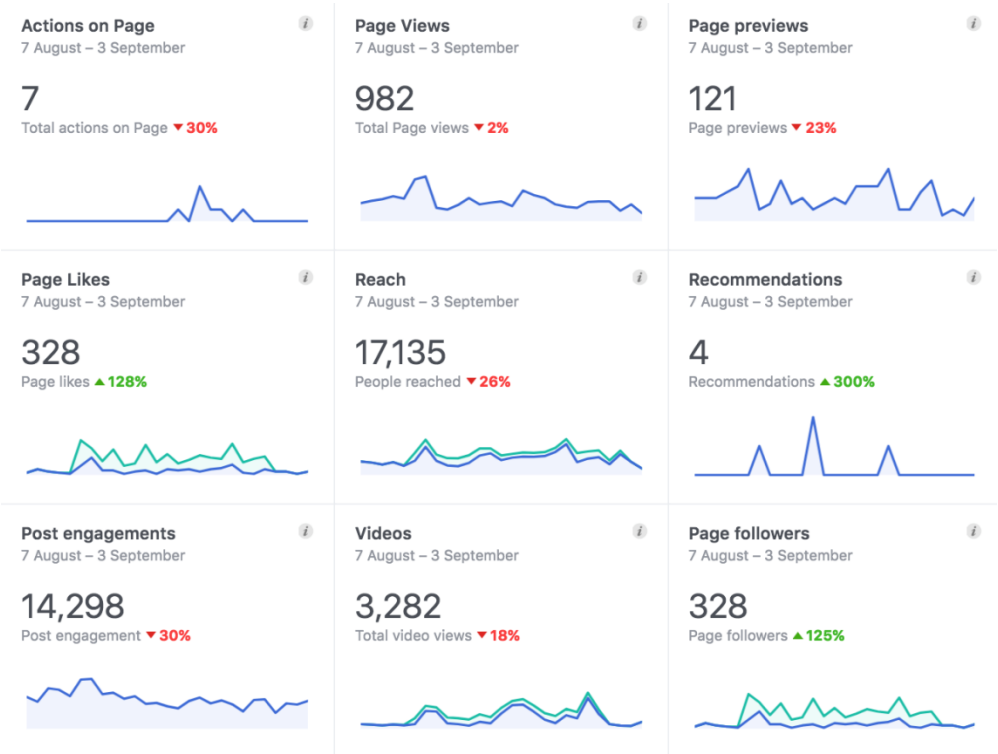 Actions on Page
7 August – 3 September
7
Total actions on Page ▼ 30%
Page Views
7 August – 3 September
982
Total Page views ▼ 2%
Page previews
7 August – 3 September
121
Page previews ▼ 23%
Page Likes
7 August – 3 September
328
Page likes ▲ 128%
Reach
7 August – 3 September
17,135
People reached ▼ 26%
Recommendations
7 August – 3 September
4
Recommendations ▲ 300%
Post engagements
7 August – 3 September
14,298
Post engagement ▼ 30%
Videos
7 August – 3 September
3,282
Total video views ▼ 18%
Page followers
7 August – 3 September
328
Page followers ▲ 125%